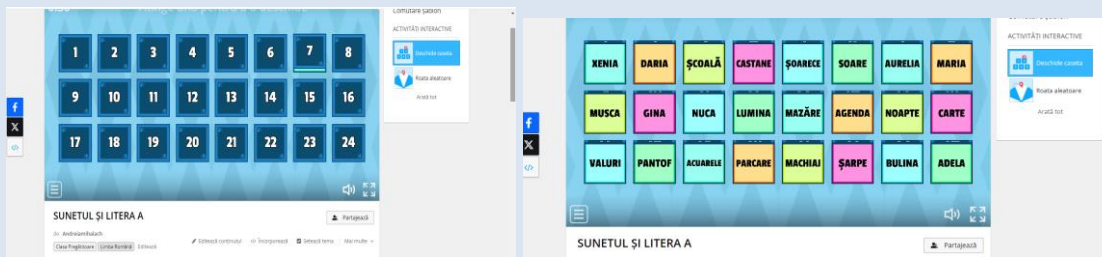 Comutare șablon
ACTIVITĂȚI INTERACTIVE
Deschide caseta
Roata aleatoare
Arată tot
1 2 3 4 5 6 7 8
9 10 11 12 13 14 15 16
17 18 19 20 21 22 23 24
SUNETUL ȘI LITERA A
Partajează
de Andreiamihalach
Clasa Pregătitoare Limba Română Editează
Editează conținutul Încorporează Setează tema Mai multe
ACTIVITĂȚI INTERACTIVE
Deschide caseta
Roata aleatoare
Arată tot
XENIA DARIA ȘCOALĂ CASTANE ȘOARECE SOARE AURELIA MARIA
MUSCA GINA NUCA LUMINA MAZĂRE AGENDA NOAPTE CARTE
VALURI PANTOF ACUARELE PARCARE MACHIAJ ȘARPE BULINA ADELA
SUNETUL ȘI LITERA A
Partajează